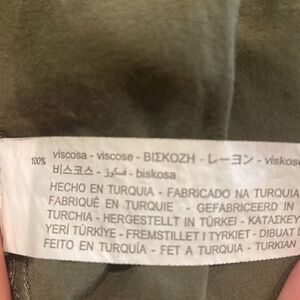 100% viscosa - viscose - ΒΙΣΚΟΖΗ - レーヨン - viskos
비스코스 - فسكوز - biskosa
HECHO EN TURQUIA - FABRICADO NA TURQUIA
FABRIQUÉ EN TURQUIE - GEFABRICEERD IN
TURCHIA - HERGESTELLT IN TÜRKEI - ΚΑΤΑΣΚΕΥ
YERİ TÜRKİYE - FREMSTILLET I TYRKIET - DIBUAT D
FEITO EN TURQUÍA - FET A TURQUIA - TURKIAN